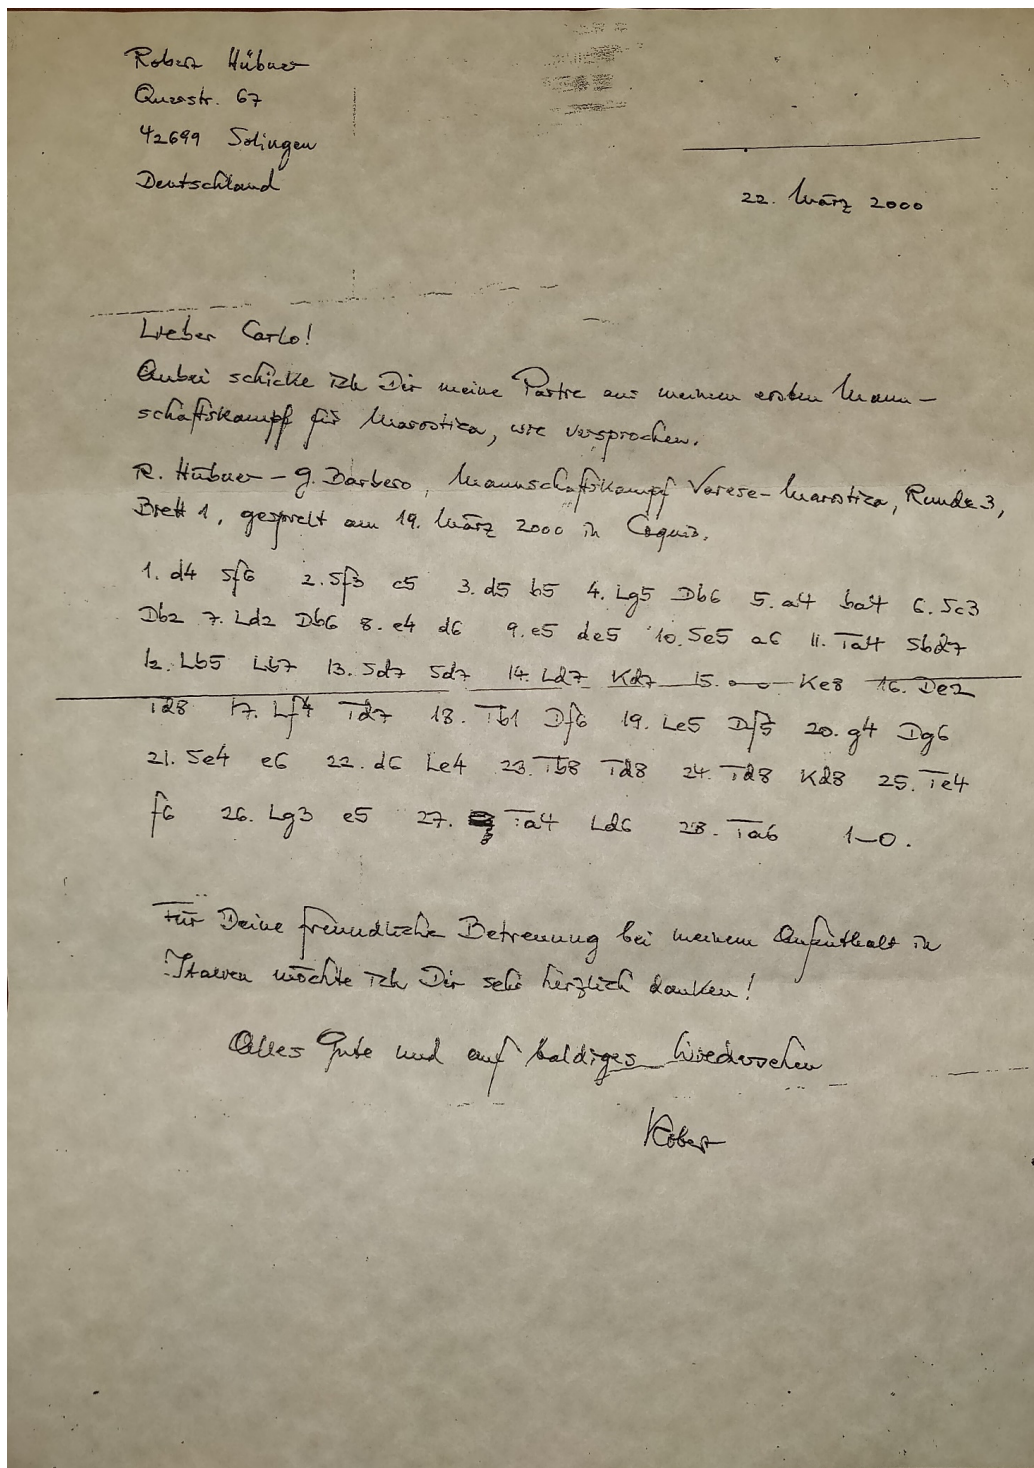 Robert Hübner
Querstr. 67
42699 Solingen
Deutschland
22. März 2000
Lieber Carlo!
Anbei schicke ich Dir meine Partie aus meinem ersten Mann-
schaftskampf für Marostica, wie versprochen.
R. Hübner – G. Barbero, Mannschaftskampf Varese-Marostica, Runde 3,
Brett 1, gespielt am 19. März 2000 in
1. d4 Sf6 2. Sf3 c5 3. d5 b5 4. Lg5 Db6 5. a4 ba4 6. Sc3
Db2 7. Ld2 Db6 8. e4 d6 9. e5 de5 10. Se5 a6 11. Ta4 Sbd7
12. Lb5 Lb7 13. Sd7 Sd7 14. Ld7 Kd7 15. o–o Ke8 16. De2
Td8 17. Lf4 Td7 18. Tb1 Df6 19. Le5 Df5 20. g4 Dg6
21. Se4 e6 22. d6 Le4 23. Tb8 Td8 24. Td8 Kd8 25. Te4
f6 26. Lg3 e5 27. Ta4 Ld6 28. Ta6 1–0.
Für Deine freundliche Betreuung bei meinem Aufenthalt in
Italien möchte ich Dir sehr herzlich danken!
Alles Gute und auf baldiges Wiedersehen
Robert